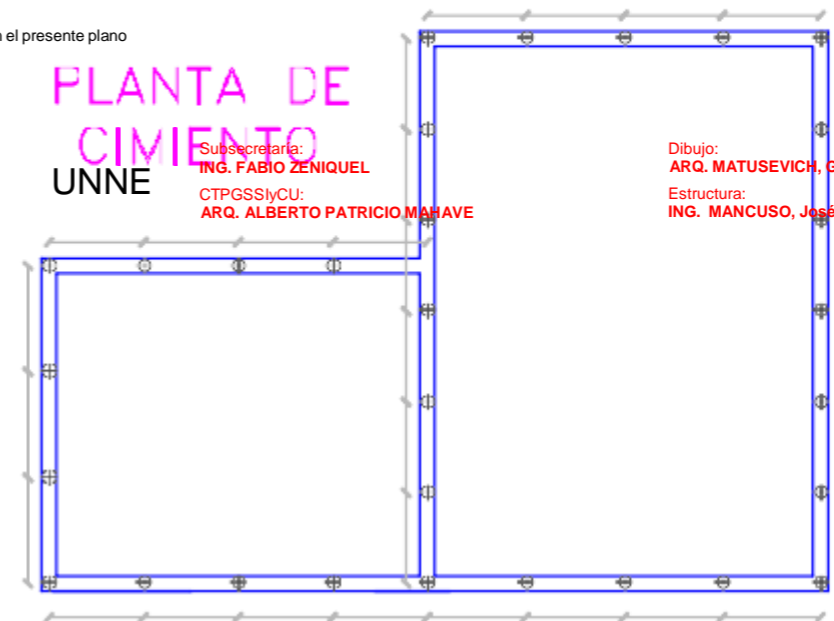 el presente plano
PLANTA DE
CIMIENTO
UNNE
Subsecretaría:
ING. FABIO ZENIQUEL
CTPGSSIyCU:
ARQ. ALBERTO PATRICIO MAHAVE
Dibujo:
ARQ. MATUSEVICH, G
Estructura:
ING. MANCUSO, José